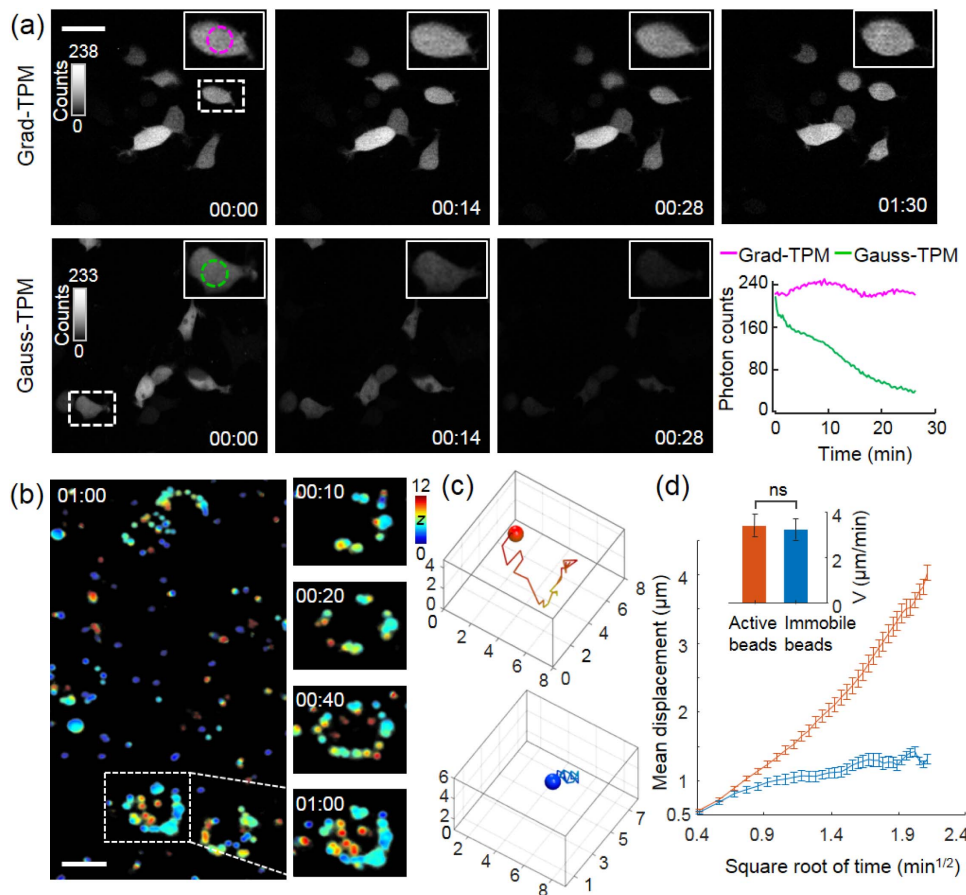 (a)
Grad-TPM
Counts
238
0
00:00
00:14
00:28
01:30
Gauss-TPM
Counts
233
0
00:00
00:14
00:28
Grad-TPM Gauss-TPM
Photon counts
240
160
80
0
0 10 20 30
Time (min)
(b)
01:00
00:10
12
z
0
00:20
00:40
01:00
(c)
4
2
0
0
2
4
6
8
0
2
4
6
8
6
4
2
0
0
2
4
6
8
1
3
5
7
(d)
ns
4
2
0
V (µm/min)
Active beads
Immobile beads
Mean displacement (µm)
4
3
2
1
0.5
0.4 0.9 1.4 1.9 2.4
Square root of time (min1/2)